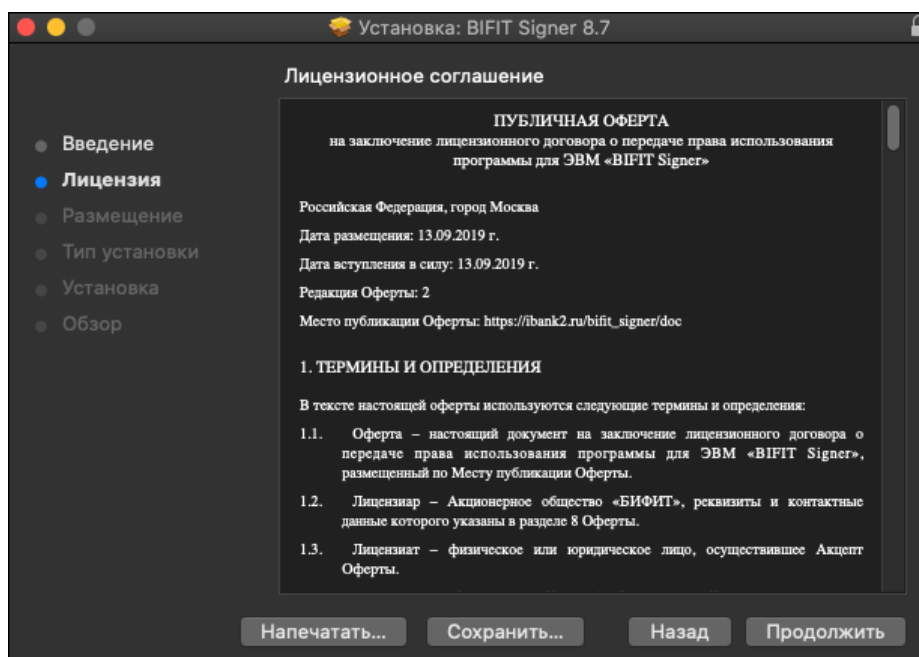 Установка: BIFIT Signer 8.7
Лицензионное соглашение
Введение
Лицензия
Размещение
Тип установки
Установка
Обзор
ПУБЛИЧНАЯ ОФЕРТА
на заключение лицензионного договора о передаче права использования
программы для ЭВМ «BIFIT Signer»
Российская Федерация, город Москва
Дата размещения: 13.09.2019 г.
Дата вступления в силу: 13.09.2019 г.
Редакция Оферты: 2
Место публикации Оферты: https://ibank2.ru/bifit_signer/doc
1. ТЕРМИНЫ И ОПРЕДЕЛЕНИЯ
В тексте настоящей оферты используются следующие термины и определения:
1.1. Оферта – настоящий документ на заключение лицензионного договора о
передаче права использования программы для ЭВМ «BIFIT Signer»,
размещенный по Месту публикации Оферты.
1.2. Лицензиар – Акционерное общество «БИФИТ», реквизиты и контактные
данные которого указаны в разделе 8 Оферты.
1.3. Лицензиат – физическое или юридическое лицо, осуществившее Акцепт
Оферты.
Напечатать... Сохранить... Назад Продолжить